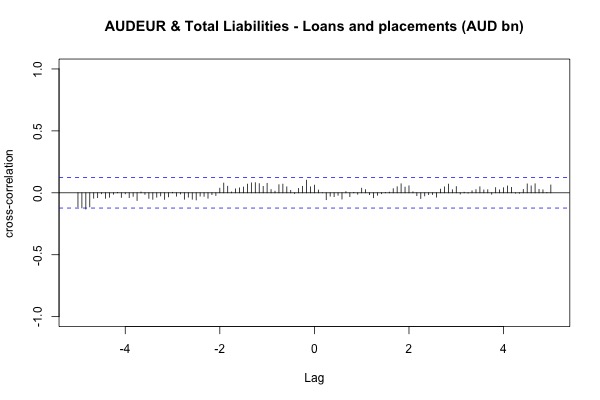 AUDEUR & Total Liabilities - Loans and placements (AUD bn)
cross-correlation
1.0
0.5
0.0
-0.5
-1.0
-4 -2 0 2 4
Lag